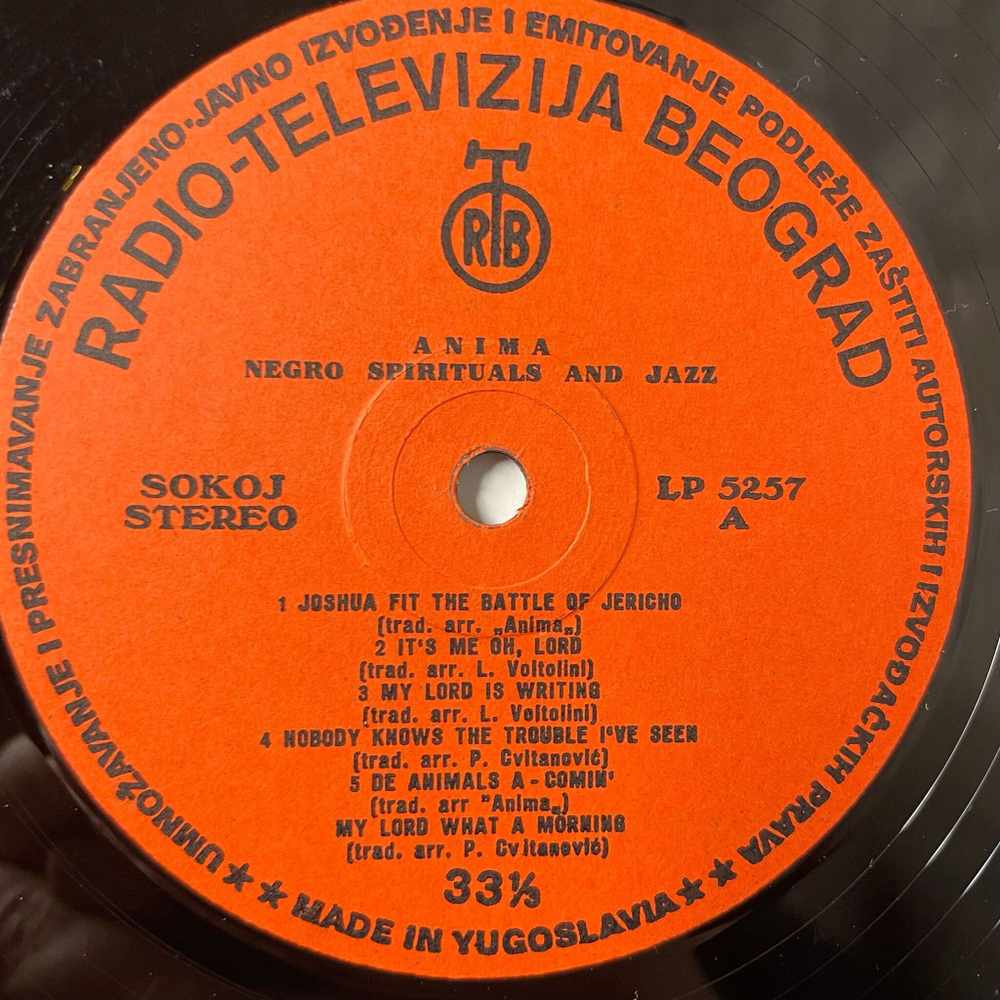 UMNOŽAVANJE I PRESNIMAVANJE ZABRANJENO·JAVNO IZVOĐENJE I EMITOVANJE PODLEŽE ZAŠTITI AUTORSKIH I IZVOĐAČKIH PRAVA
RADIO-TELEVIZIJA BEOGRAD
RTB
ANIMA
NEGRO SPIRITUALS AND JAZZ
SOKOJ
STEREO
LP 5257
A
1 JOSHUA FIT THE BATTLE OF JERICHO
(trad. arr. „Anima„)
2 IT'S ME OH, LORD
(trad. arr. L. Voltolini)
3 MY LORD IS WRITING
(trad. arr. L. Voltolini)
4 NOBODY KNOWS THE TROUBLE I'VE SEEN
(trad. arr. P. Cvitanović)
5 DE ANIMALS A-COMIN'
(trad. arr "Anima„)
MY LORD WHAT A MORNING
(trad. arr. P. Cvitanević)
33⅓
★ ★ MADE IN YUGOSLAVIA ★ ★